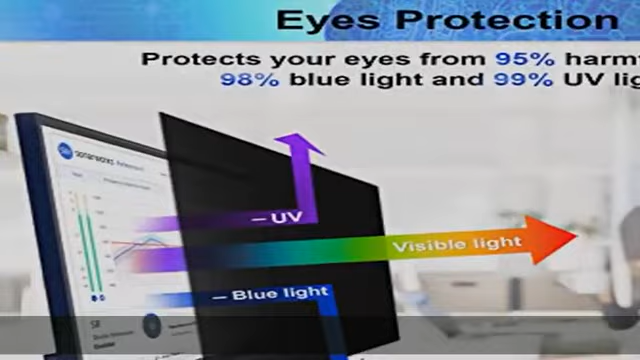 Eyes Protection
Protects your eyes from 95% harm
98% blue light and 99% UV lig
– UV
Visible light
– Blue light